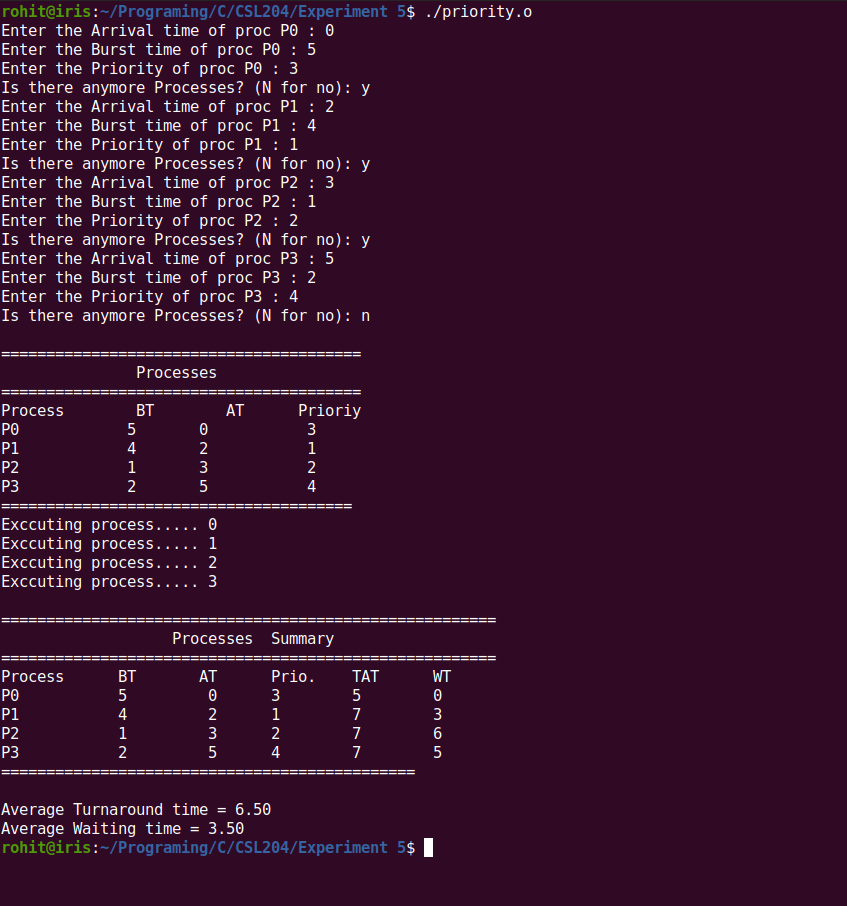 rohit@iris:~/Programing/C/CSL204/Experiment 5$ ./priority.o
Enter the Arrival time of proc P0 : 0
Enter the Burst time of proc P0 : 5
Enter the Priority of proc P0 : 3
Is there anymore Processes? (N for no): y
Enter the Arrival time of proc P1 : 2
Enter the Burst time of proc P1 : 4
Enter the Priority of proc P1 : 1
Is there anymore Processes? (N for no): y
Enter the Arrival time of proc P2 : 3
Enter the Burst time of proc P2 : 1
Enter the Priority of proc P2 : 2
Is there anymore Processes? (N for no): y
Enter the Arrival time of proc P3 : 5
Enter the Burst time of proc P3 : 2
Enter the Priority of proc P3 : 4
Is there anymore Processes? (N for no): n

========================================
               Processes
========================================
Process        BT        AT      Prioriy
P0            5       0           3
P1            4       2           1
P2            1       3           2
P3            2       5           4
=======================================
Exccuting process..... 0
Exccuting process..... 1
Exccuting process..... 2
Exccuting process..... 3

=======================================================
                   Processes  Summary
=======================================================
Process      BT       AT      Prio.    TAT      WT
P0           5         0      3        5        0
P1           4         2      1        7        3
P2           1         3      2        7        6
P3           2         5      4        7        5
==============================================

Average Turnaround time = 6.50
Average Waiting time = 3.50
rohit@iris:~/Programing/C/CSL204/Experiment 5$